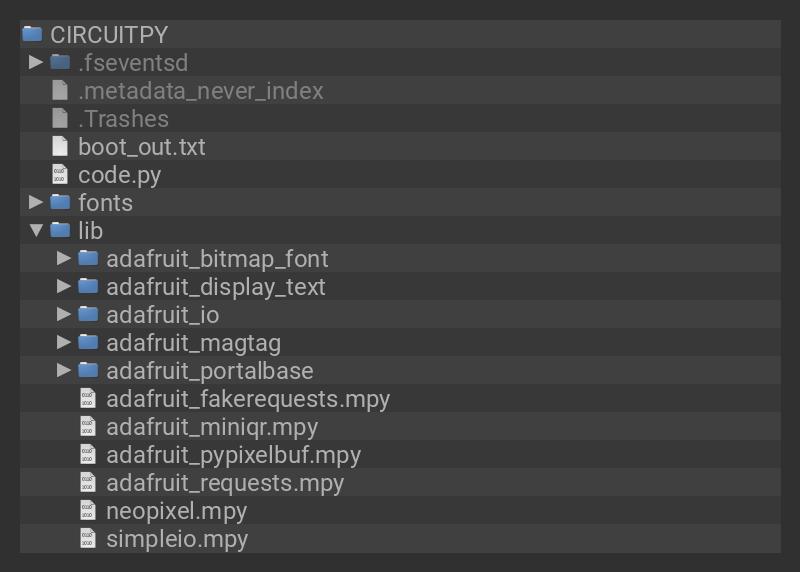 CIRCUITPY
.fseventsd
.metadata_never_index
.Trashes
boot_out.txt
code.py
fonts
lib
adafruit_bitmap_font
adafruit_display_text
adafruit_io
adafruit_magtag
adafruit_portalbase
adafruit_fakerequests.mpy
adafruit_miniqr.mpy
adafruit_pypixelbuf.mpy
adafruit_requests.mpy
neopixel.mpy
simpleio.mpy